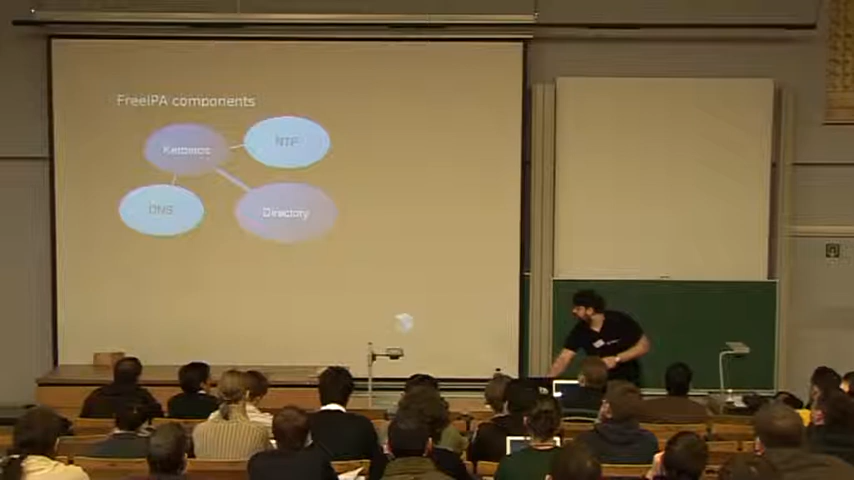 FreeIPA components
Kerberos
NTP
DNS
Directory